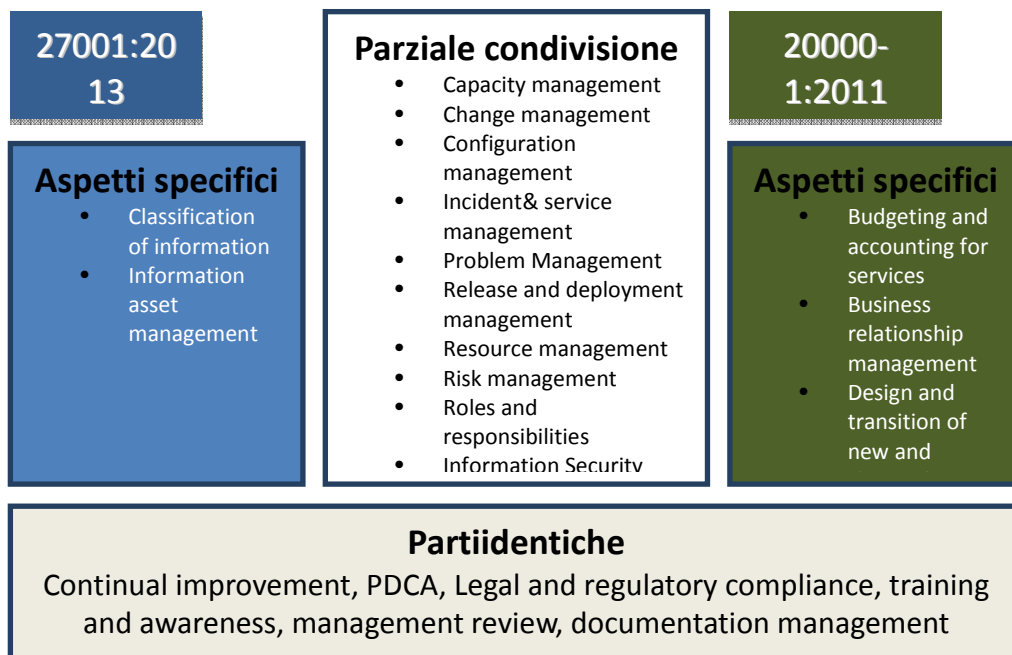 27001:20
13
Aspetti specifici
• Classification
of information
• Information
asset
management
Parziale condivisione
• Capacity management
• Change management
• Configuration
management
• Incident& service
management
• Problem Management
• Release and deployment
management
• Resource management
• Risk management
• Roles and
responsibilities
• Information Security
20000-
1:2011
Aspetti specifici
• Budgeting and
accounting for
services
• Business
relationship
management
• Design and
transition of
new and
Partiidentiche
Continual improvement, PDCA, Legal and regulatory compliance, training
and awareness, management review, documentation management